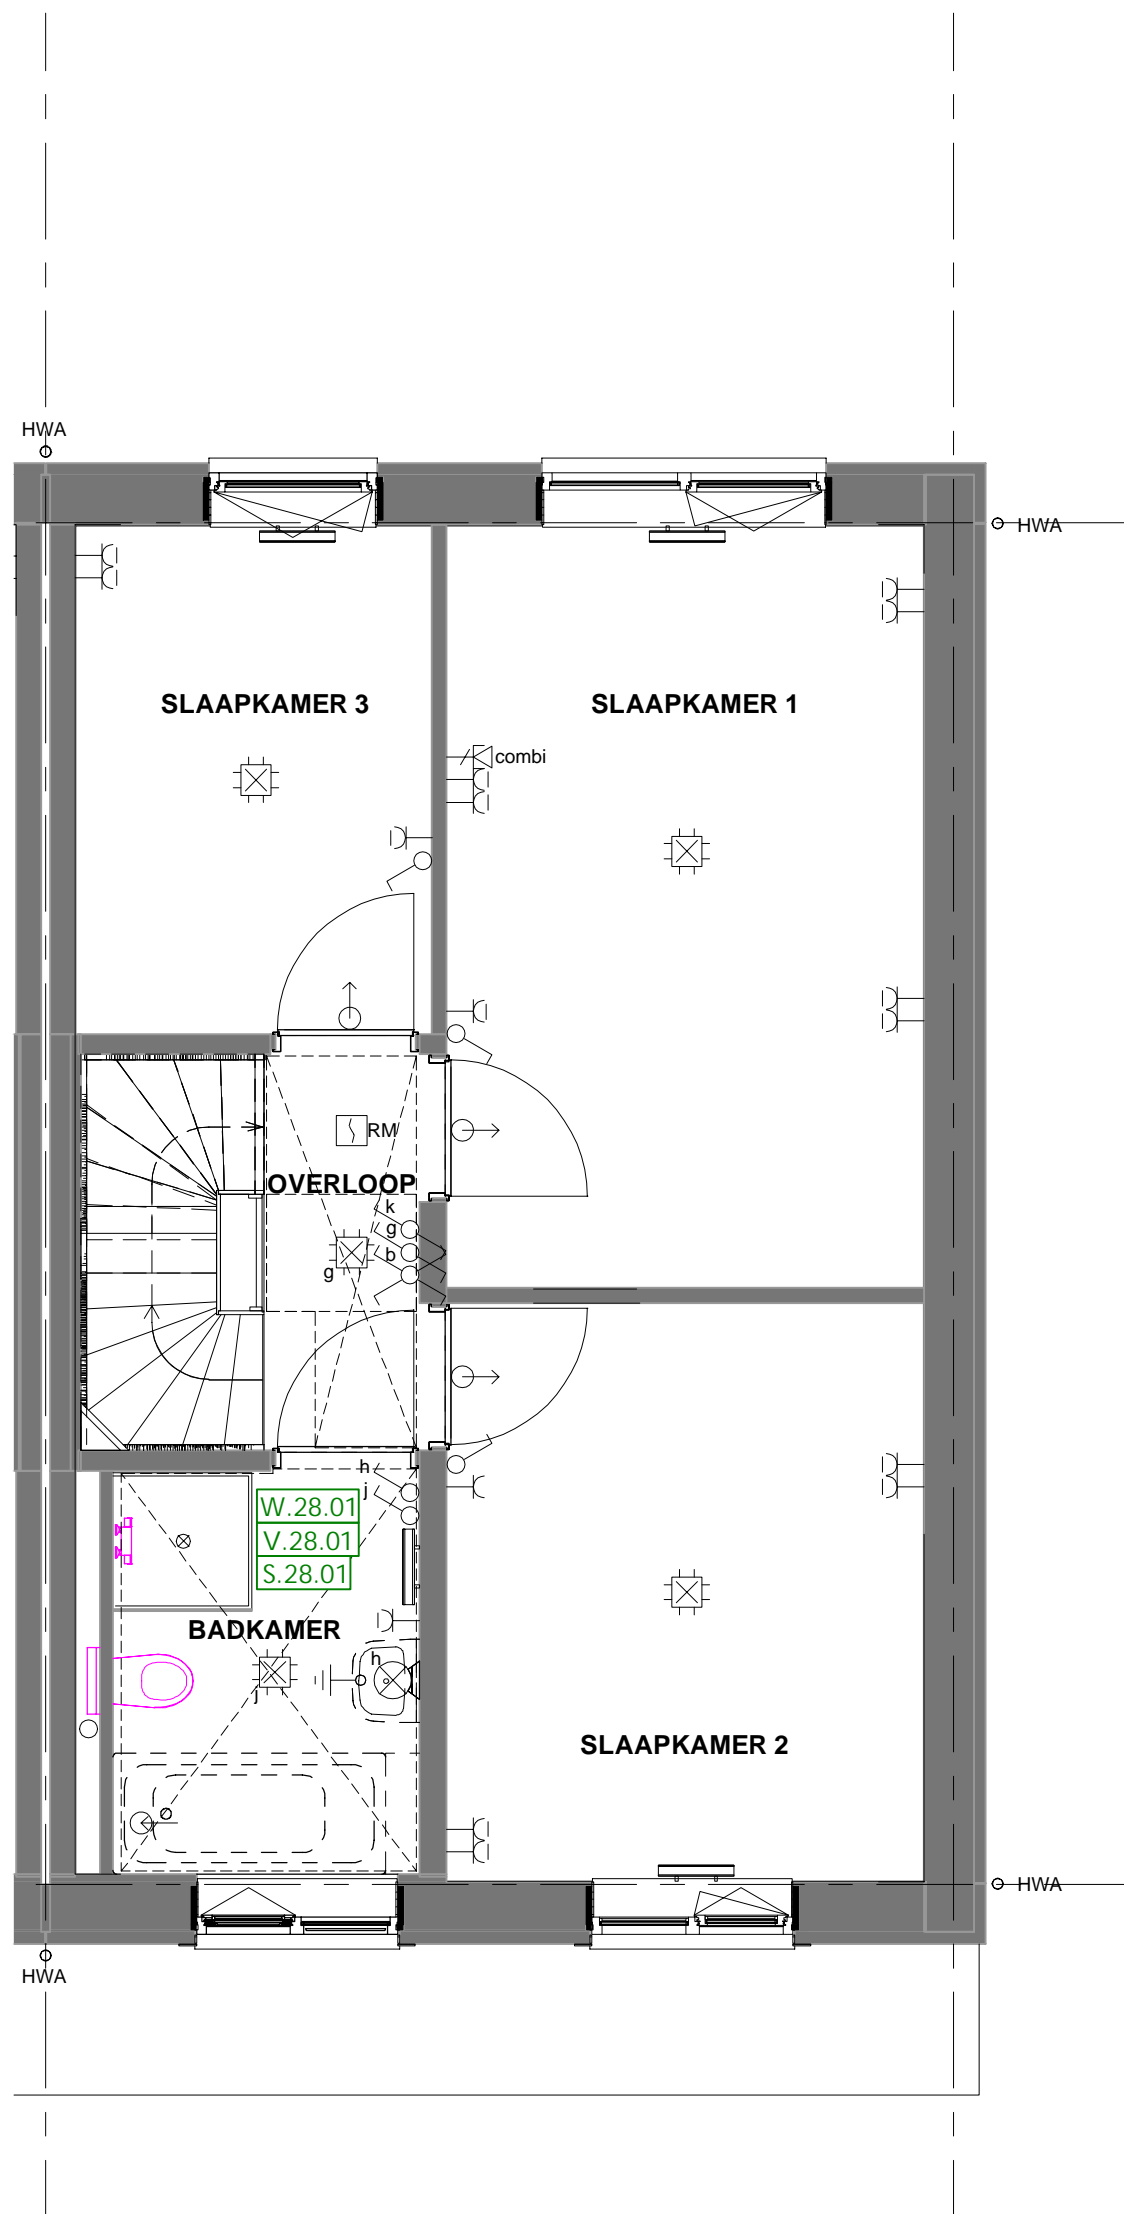 HWA
HWA
SLAAPKAMER 3
SLAAPKAMER 1
combi
RM
OVERLOOP
k
g
b
g
h
j
W.28.01
V.28.01
S.28.01
BADKAMER
h
j
SLAAPKAMER 2
HWA
HWA